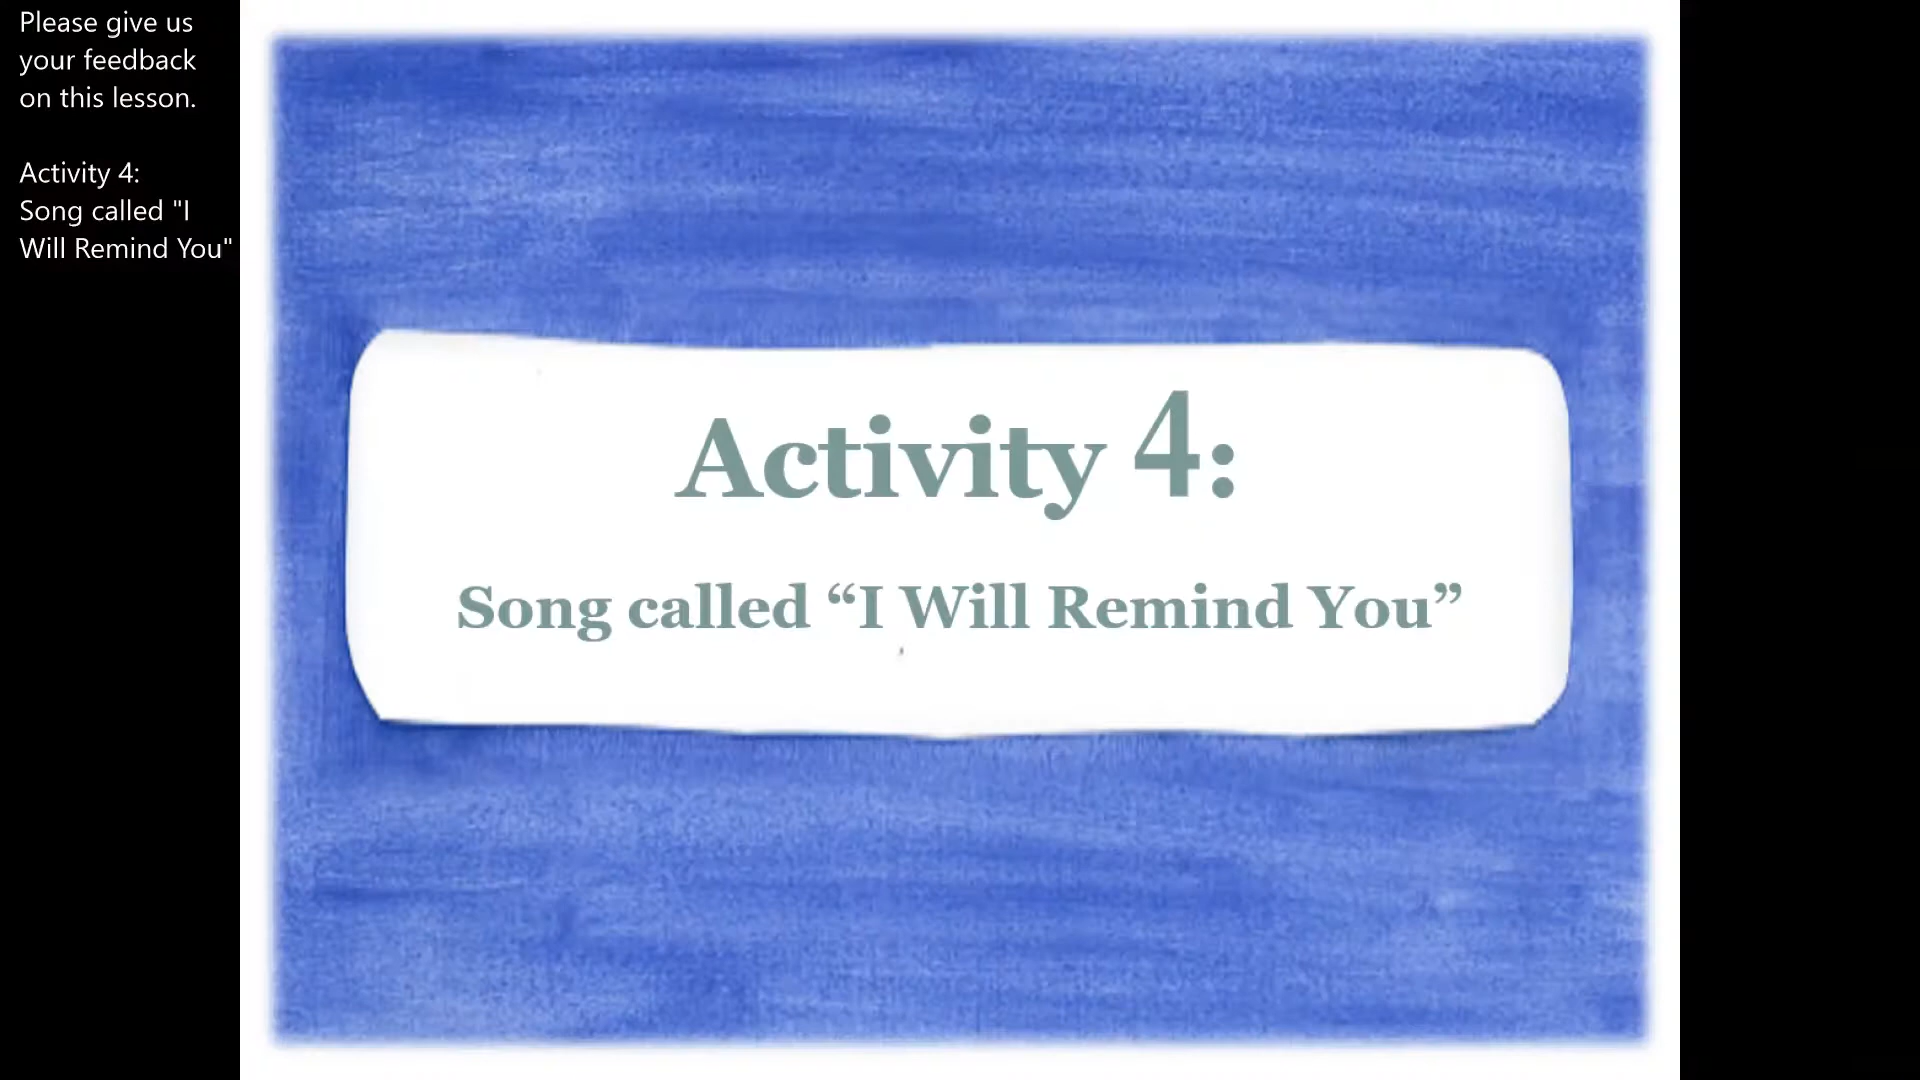 Please give us
your feedback
on this lesson.
Activity 4:
Song called "I
Will Remind You"
Activity 4:
Song called “I Will Remind You”